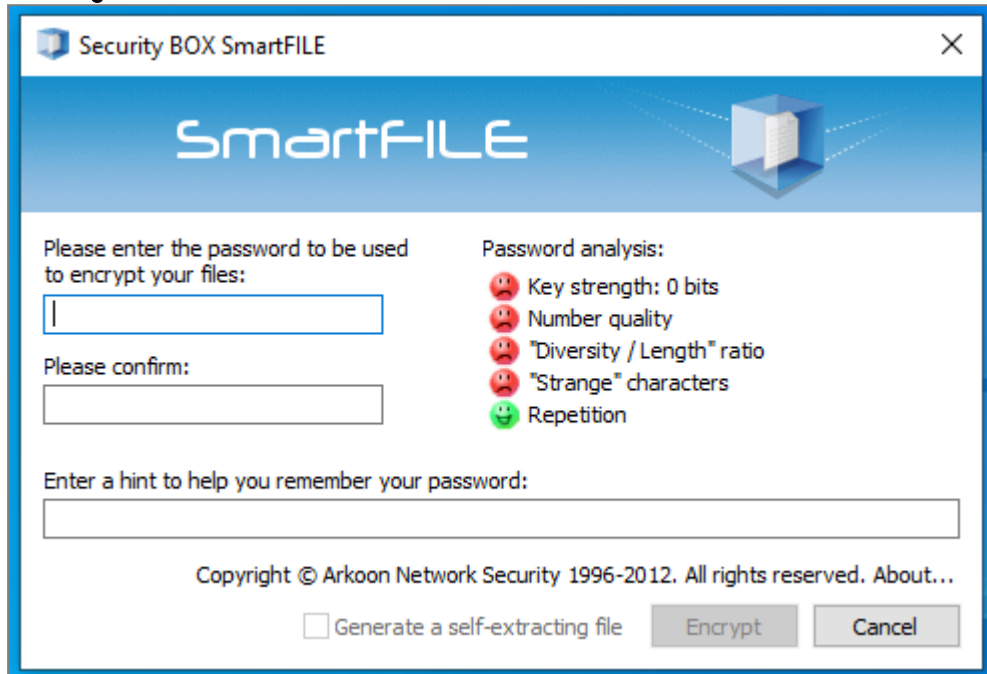 Security BOX SmartFILE
SmartFILE
Please enter the password to be used
to encrypt your files:
Please confirm:
Password analysis:
Key strength: 0 bits
Number quality
"Diversity / Length" ratio
"Strange" characters
Repetition
Enter a hint to help you remember your password:
Copyright © Arkoon Network Security 1996-2012. All rights reserved. About...
Generate a self-extracting file
Encrypt
Cancel